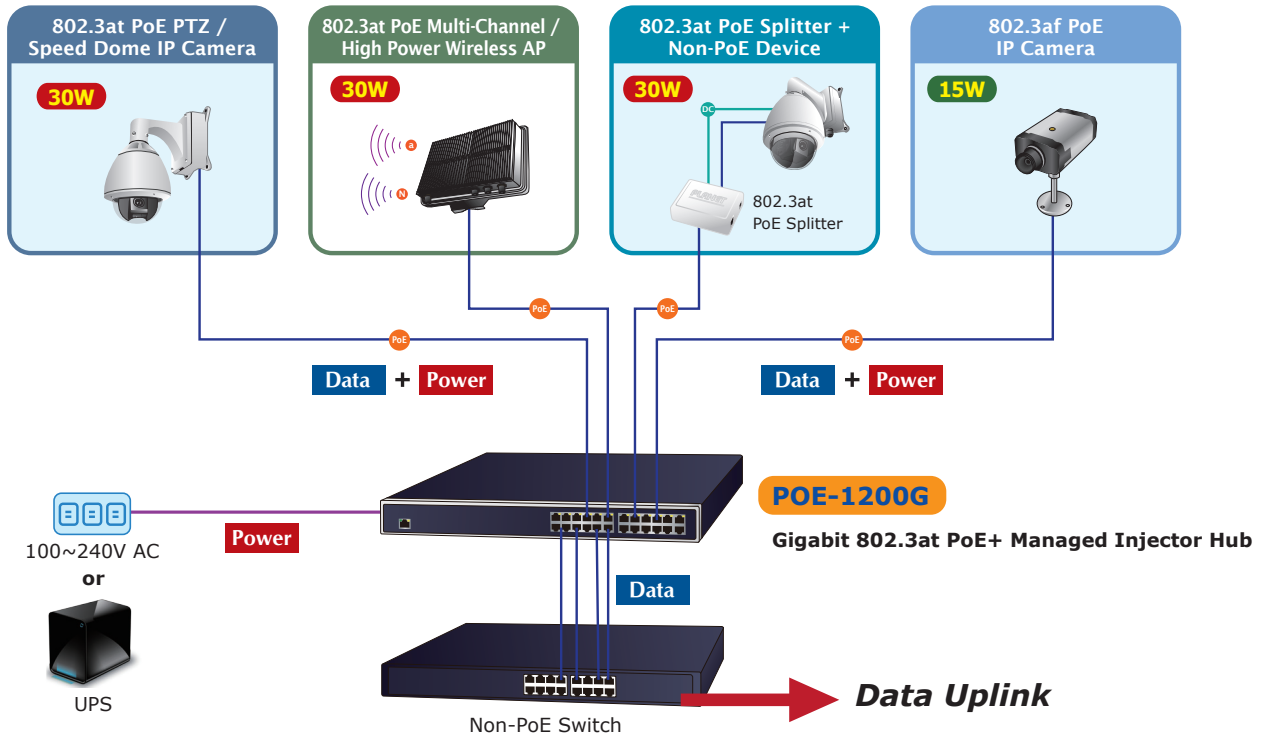 802.3at PoE PTZ /
Speed Dome IP Camera
30W
802.3at PoE Multi-Channel /
High Power Wireless AP
30W
a
N
802.3at PoE Splitter +
Non-PoE Device
30W
DC
PLANET
802.3at
PoE Splitter
802.3af PoE
IP Camera
15W
PoE
PoE
PoE
PoE
Data + Power
Data + Power
POE-1200G
Gigabit 802.3at PoE+ Managed Injector Hub
100~240V AC
or
UPS
Power
Data
Non-PoE Switch
Data Uplink